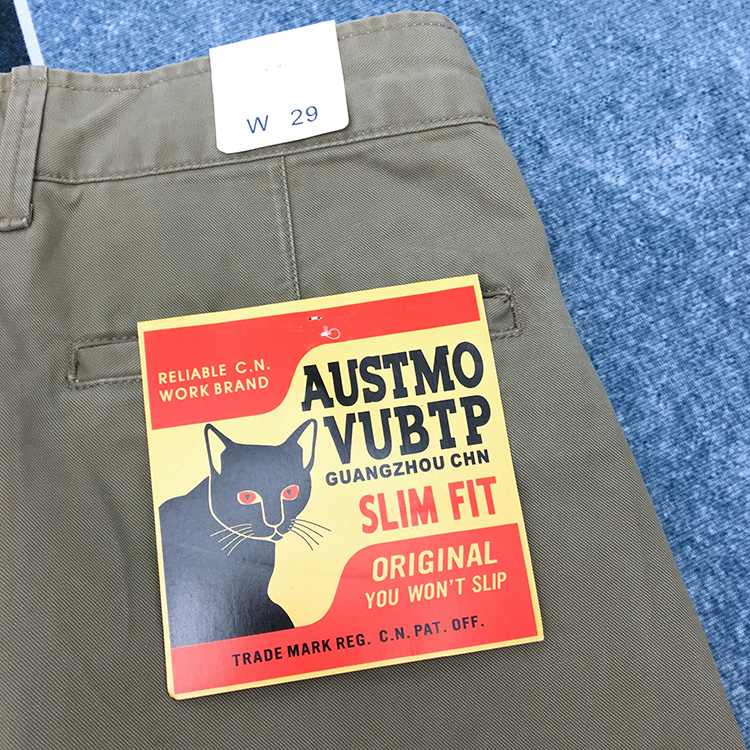 W 29
RELIABLE C.N.
WORK BRAND
AUSTMO
VUBTP
GUANGZHOU CHN
SLIM FIT
ORIGINAL
YOU WON'T SLIP
TRADE MARK REG. C.N. PAT. OFF.